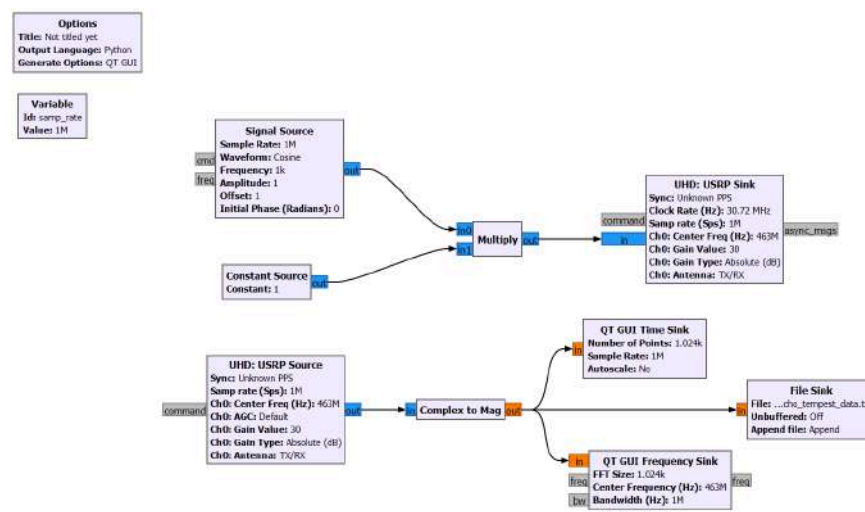 Options
Title: Not titled yet
Output Language: Python
Generate Options: QT GUI
Variable
Id: samp_rate
Value: 1M
Signal Source
Sample Rate: 1M
Waveform: Cosine
Frequency: 1k
Amplitude: 1
Offset: 1
Initial Phase (Radians): 0
cmd
freq
out
Constant Source
Constant: 1
out
in0
in1
Multiply
out
UHD: USRP Sink
Sync: Unknown PPS
Clock Rate (Hz): 30.72 MHz
Samp rate (Sps): 1M
Ch0: Center Freq (Hz): 463M
Ch0: Gain Value: 30
Ch0: Gain Type: Absolute (dB)
Ch0: Antenna: TX/RX
command
in
async_msgs
UHD: USRP Source
Sync: Unknown PPS
Samp rate (Sps): 1M
Ch0: Center Freq (Hz): 463M
Ch0: AGC: Default
Ch0: Gain Value: 30
Ch0: Gain Type: Absolute (dB)
Ch0: Antenna: TX/RX
command
out
in
Complex to Mag
out
QT GUI Time Sink
Number of Points: 1.024k
Sample Rate: 1M
Autoscale: No
in
File Sink
File: ...cho_tempest_data.t
Unbuffered: Off
Append file: Append
in
QT GUI Frequency Sink
FFT Size: 1.024k
Center Frequency (Hz): 463M
Bandwidth (Hz): 1M
in
freq
bw
freq